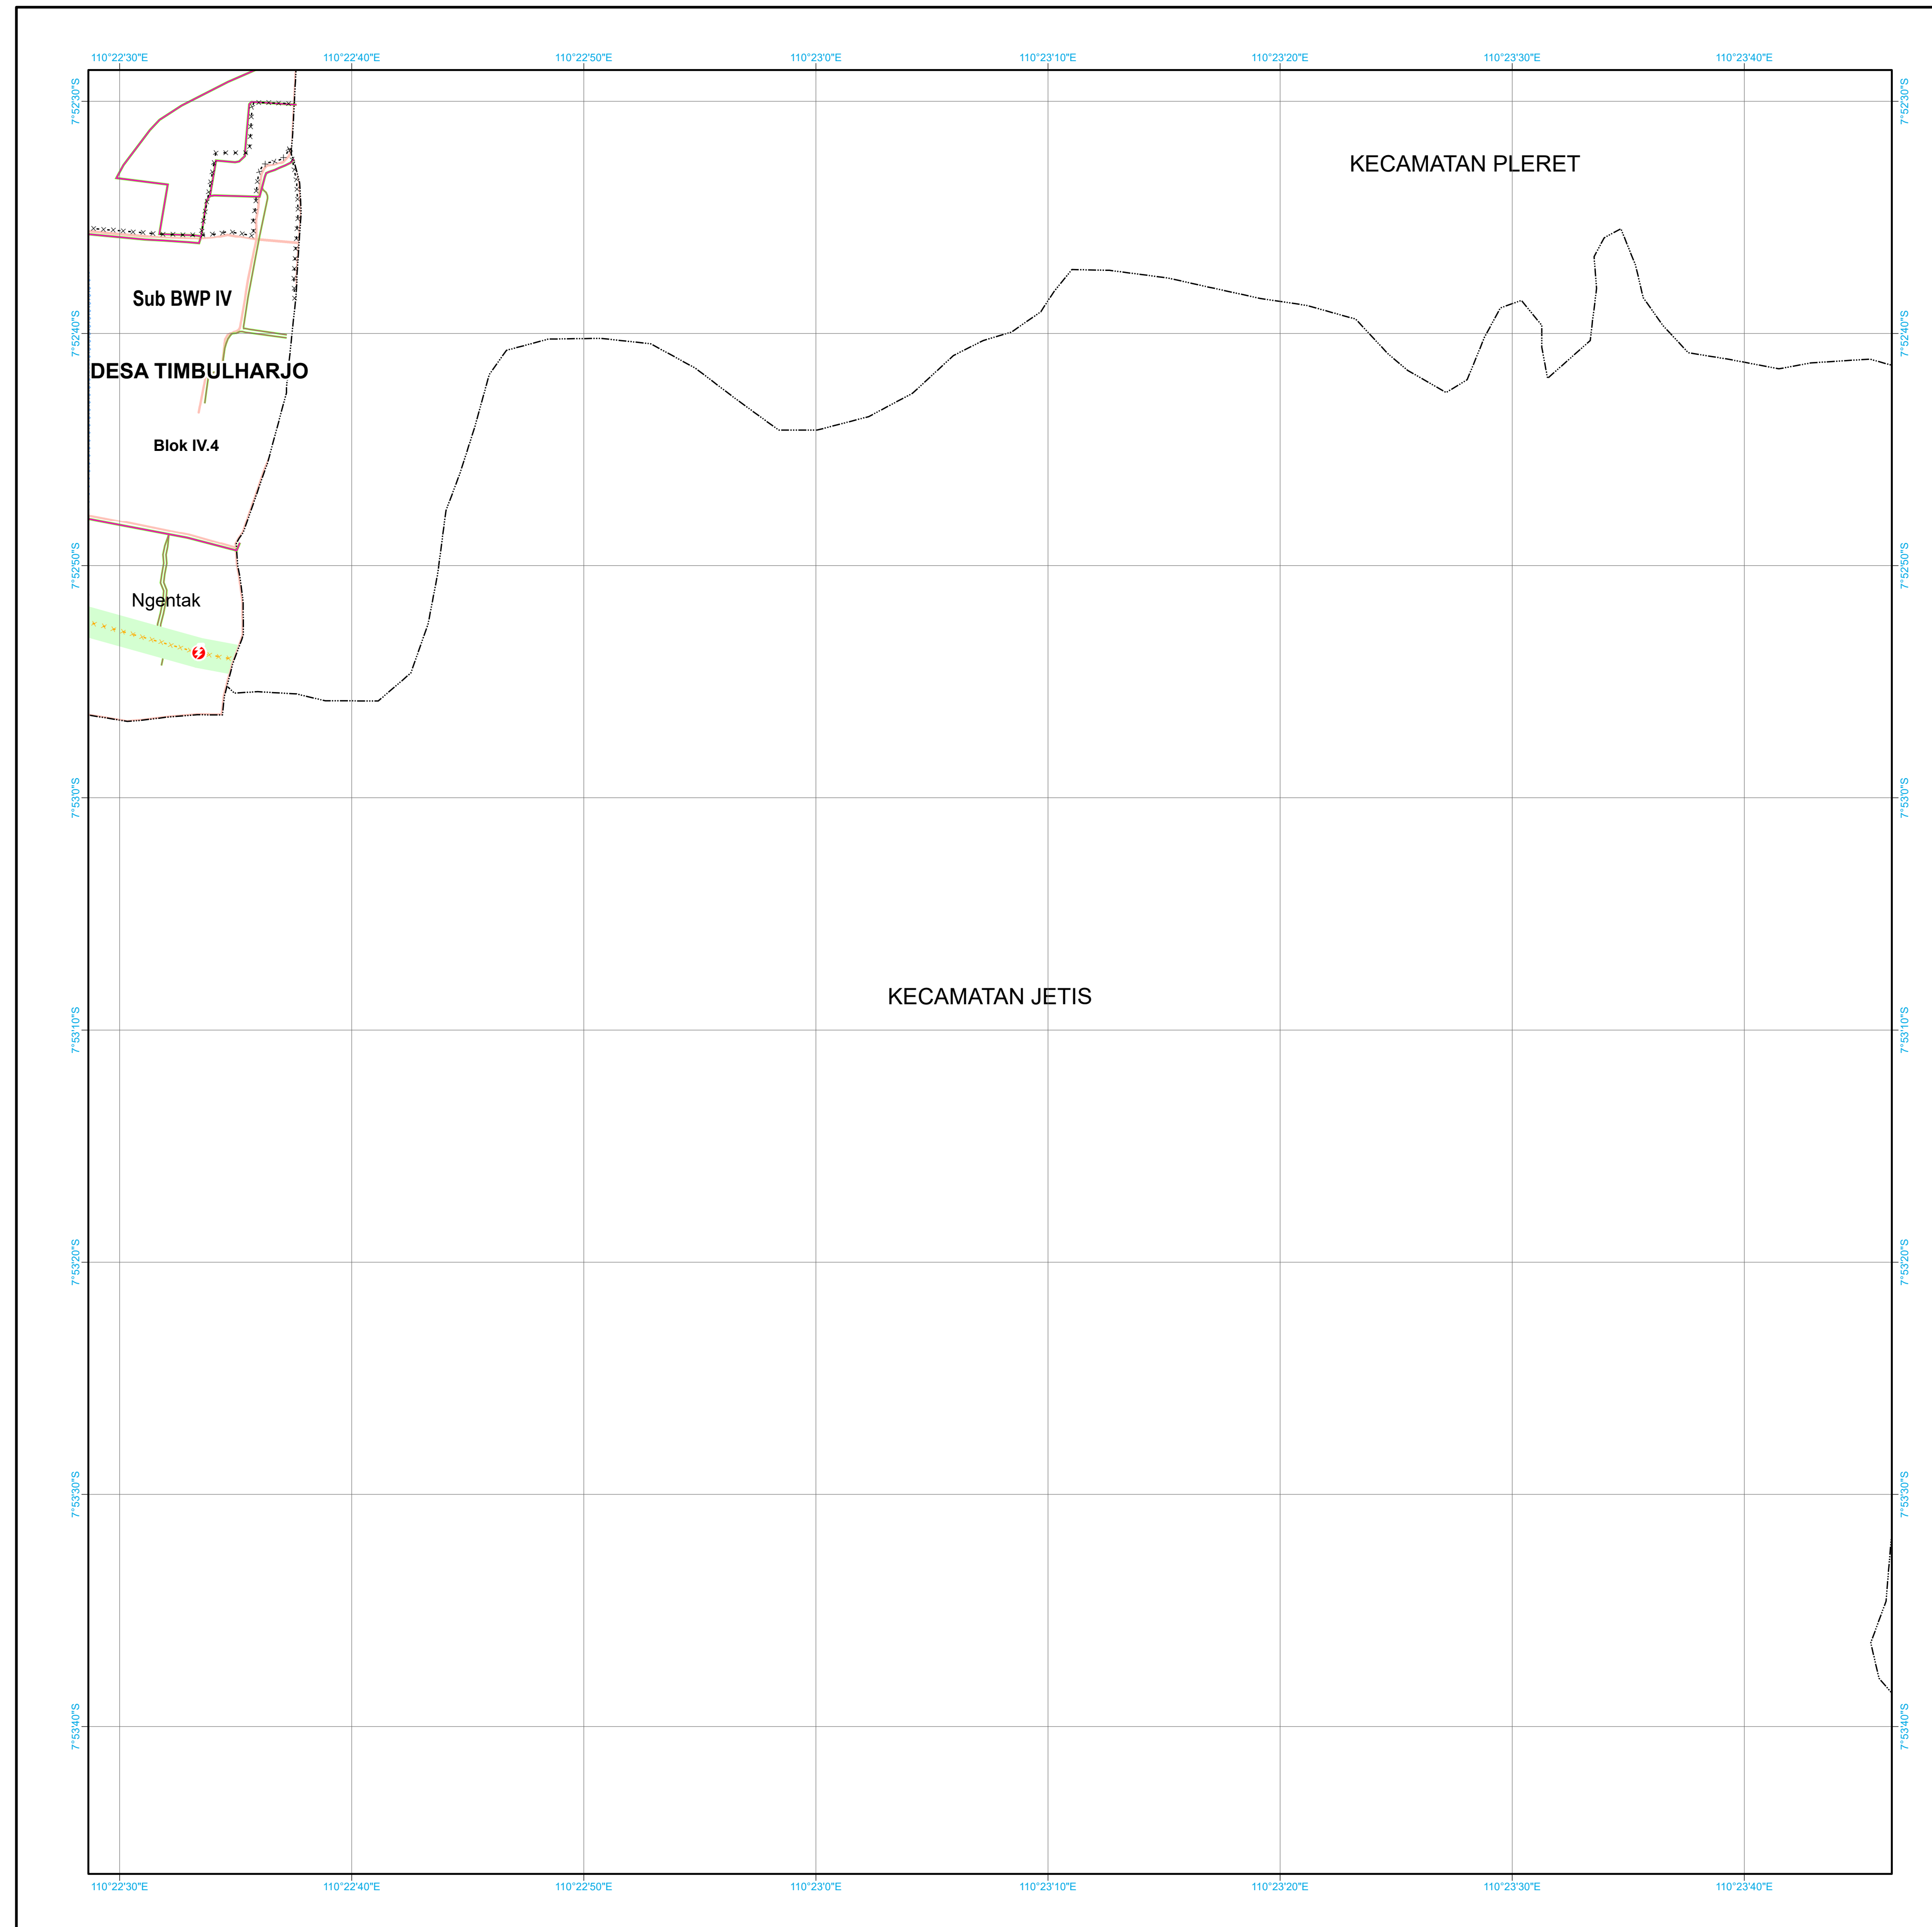 110°22'30"E
110°22'40"E
110°22'50"E
110°23'0"E
110°23'10"E
110°23'20"E
110°23'30"E
110°23'40"E
7°52'30"S
7°52'30"S
KECAMATAN PLERET
Sub BWP IV
7°52'40"S
7°52'40"S
DESA TIMBULHARJO
Blok IV.4
7°52'50"S
7°52'50"S
Ngentak
7°53'0"S
7°53'0"S
KECAMATAN JETIS
7°53'10"S
7°53'10"S
7°53'20"S
7°53'20"S
7°53'30"S
7°53'30"S
7°53'40"S
7°53'40"S
110°22'30"E
110°22'40"E
110°22'50"E
110°23'0"E
110°23'10"E
110°23'20"E
110°23'30"E
110°23'40"E